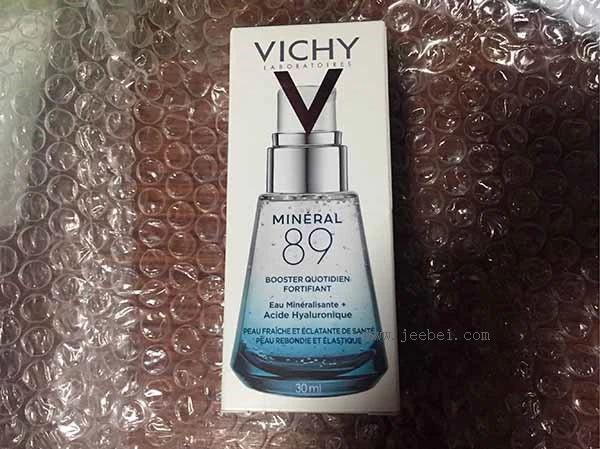 VICHY
LABORATOIRES
MINÉRAL
89
BOOSTER QUOTIDIEN
FORTIFIANT
Eau Minéralisante +
Acide Hyaluronique
PEAU FRAÎCHE ET ÉCLATANTE DE SANTÉ
PEAU REBONDIE ET ÉLASTIQUE
www.jeebei.com
30ml